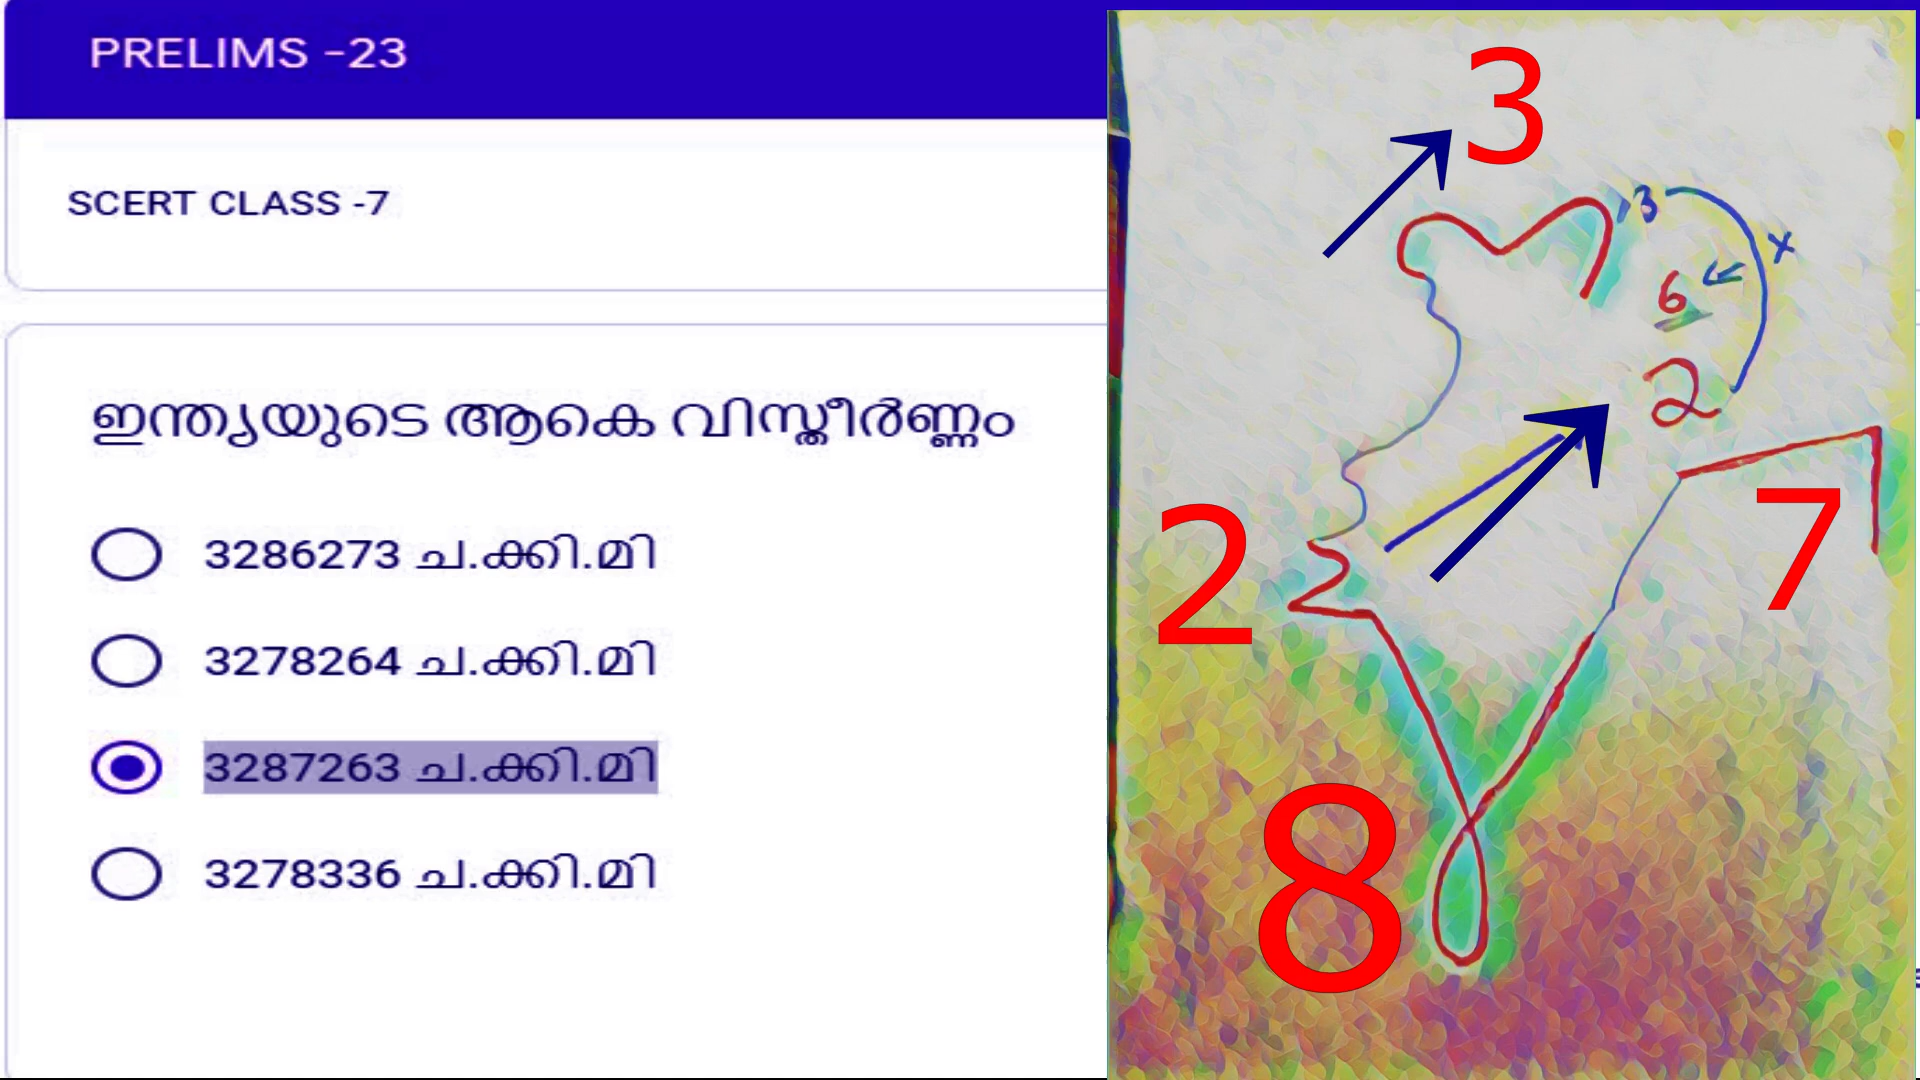 PRELIMS -23
SCERT CLASS -7
ഇന്ത്യയുടെ ആകെ വിസ്തീർണ്ണം
3286273 ച.ക്കി.മി
3278264 ച.ക്കി.മി
3287263 ച.ക്കി.മി
3278336 ച.ക്കി.മി
3
3
x
6
2
2
7
8